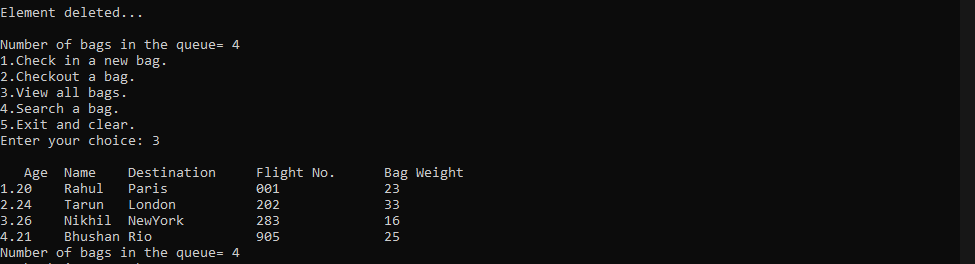 Element deleted...
Number of bags in the queue= 4
1.Check in a new bag.
2.Checkout a bag.
3.View all bags.
4.Search a bag.
5.Exit and clear.
Enter your choice: 3
Age Name Destination Flight No. Bag Weight
1.20 Rahul Paris 001 23
2.24 Tarun London 202 33
3.26 Nikhil NewYork 283 16
4.21 Bhushan Rio 905 25
Number of bags in the queue= 4